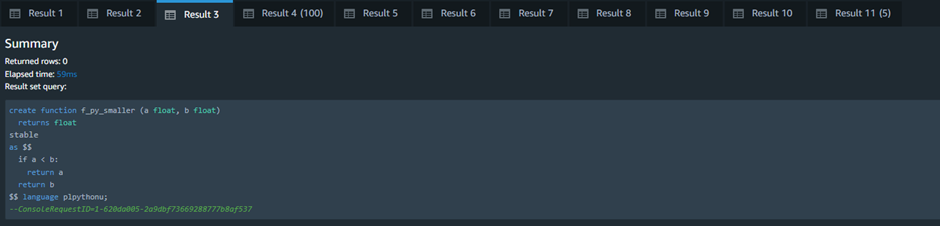 Result 1 Result 2 Result 3 Result 4 (100) Result 5 Result 6 Result 7 Result 8 Result 9 Result 10 Result 11 (5)
Summary
Returned rows: 0
Elapsed time: 59ms
Result set query:
create function f_py_smaller (a float, b float)
  returns float
stable
as $$
  if a < b:
    return a
  return b
$$ language plpythonu;
--ConsoleRequestID=1-620da005-2a9dbf73669288777b8af537